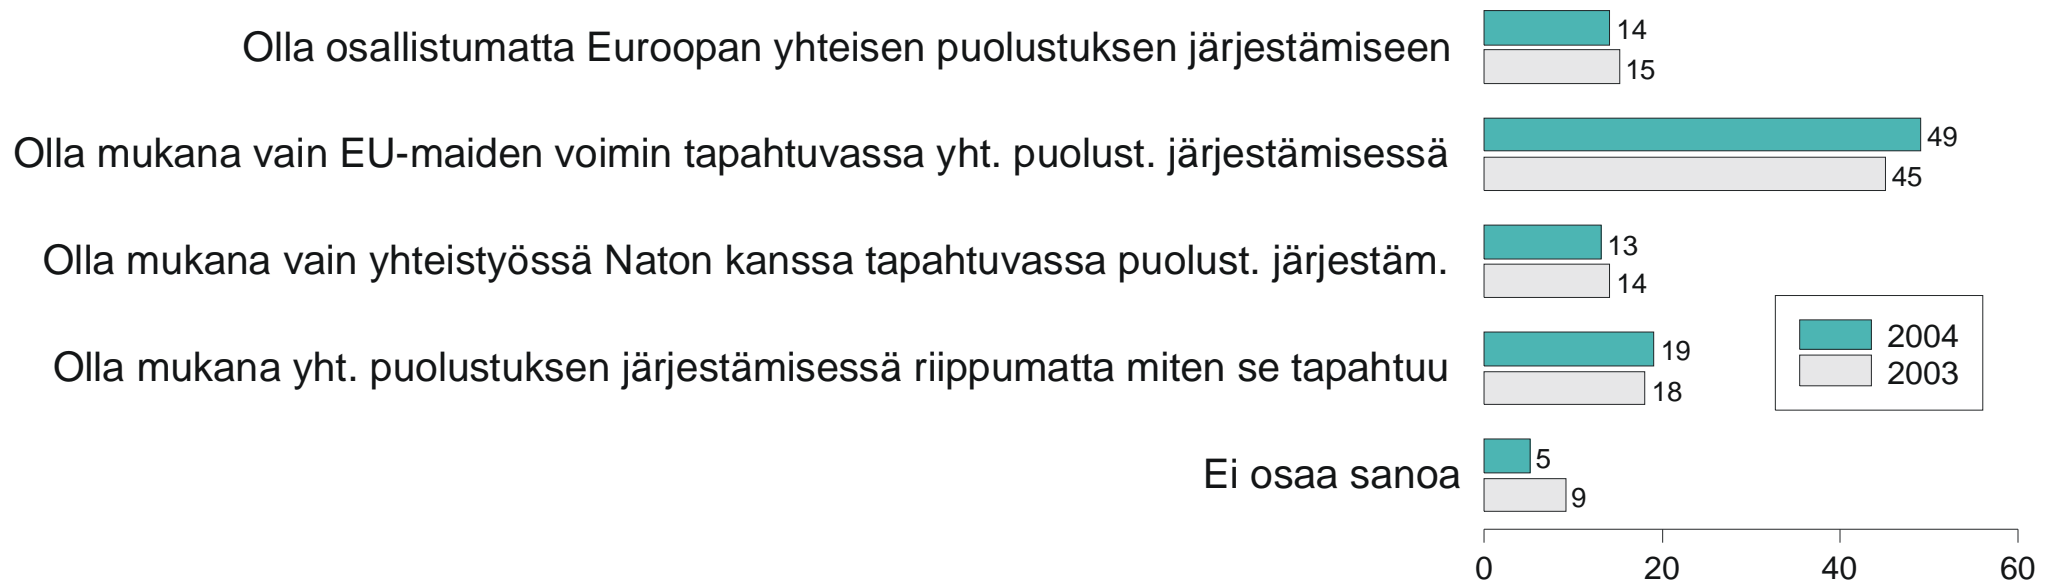 Olla osallistumatta Euroopan yhteisen puolustuksen järjestämiseen
14
15
Olla mukana vain EU-maiden voimin tapahtuvassa yht. puolust. järjestämisessä
49
45
Olla mukana vain yhteistyössä Naton kanssa tapahtuvassa puolust. järjestäm.
13
14
Olla mukana yht. puolustuksen järjestämisessä riippumatta miten se tapahtuu
19
18
2004
2003
Ei osaa sanoa
5
9
0 20 40 60